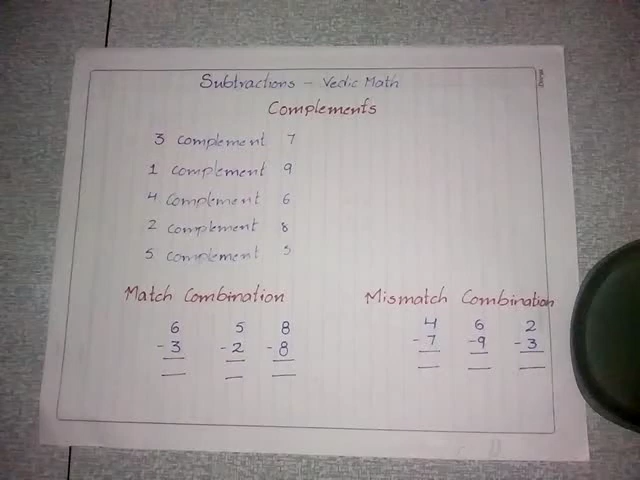 Subtractions - Vedic Math
Complements
3 complement 7
1 complement 9
4 complement 6
2 complement 8
5 complement 5
Match Combination
6 5 8
-3 -2 -8
Mismatch Combination
4 6 2
-7 -9 -3